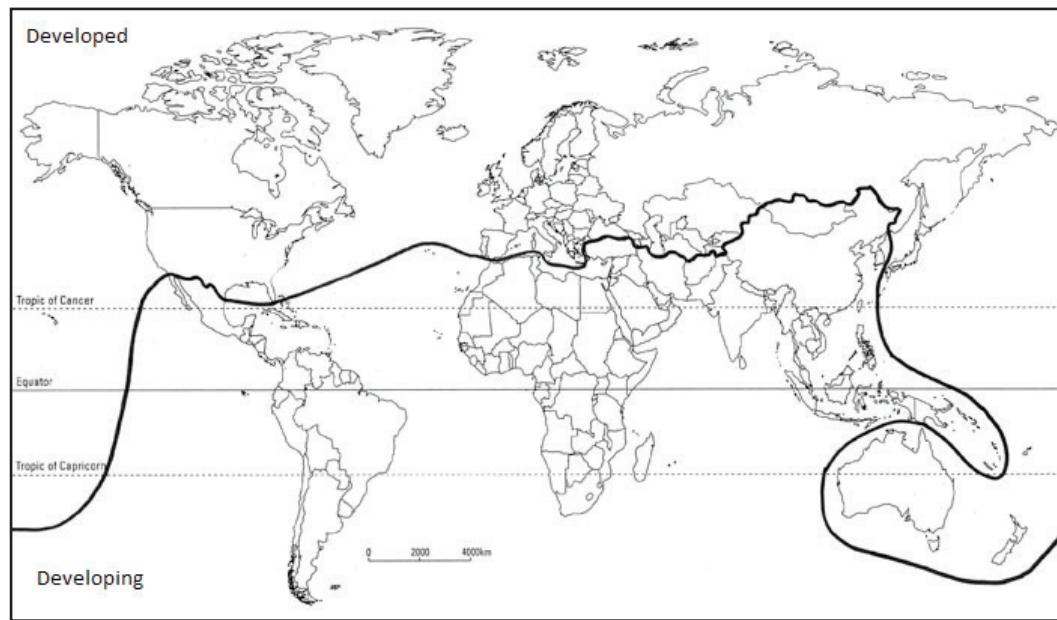 Developed
Tropic of Cancer
Equator
Tropic of Capricorn
0 2000 4000km
Developing